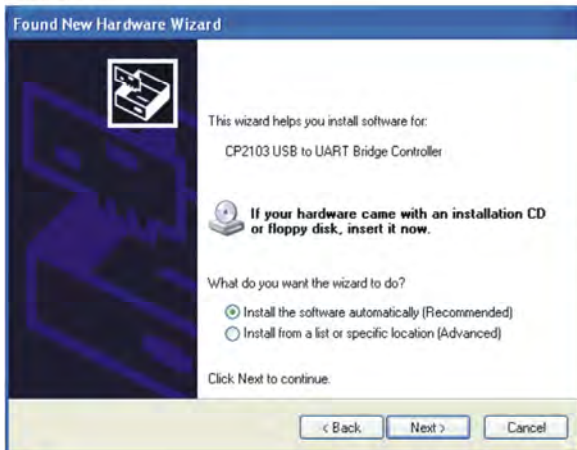 Found New Hardware Wizard
This wizard helps you install software for:
CP2103 USB to UART Bridge Controller
If your hardware came with an installation CD
or floppy disk, insert it now.
What do you want the wizard to do?
Install the software automatically (Recommended)
Install from a list or specific location (Advanced)
Click Next to continue.
< Back Next > Cancel